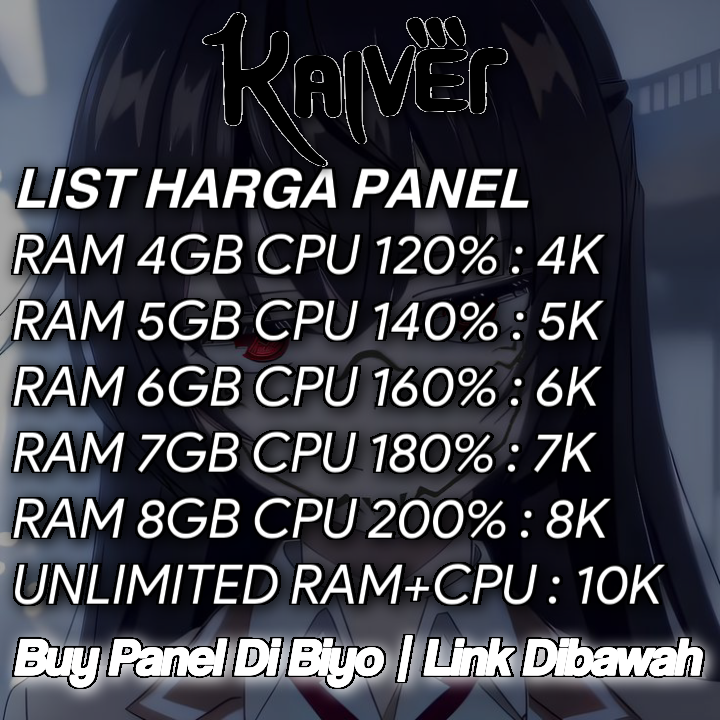 KAIVER
LIST HARGA PANEL
RAM 4GB CPU 120% : 4K
RAM 5GB CPU 140% : 5K
RAM 6GB CPU 160% : 6K
RAM 7GB CPU 180% : 7K
RAM 8GB CPU 200% : 8K
UNLIMITED RAM+CPU : 10K
Buy Panel Di Biyo | Link Dibawah